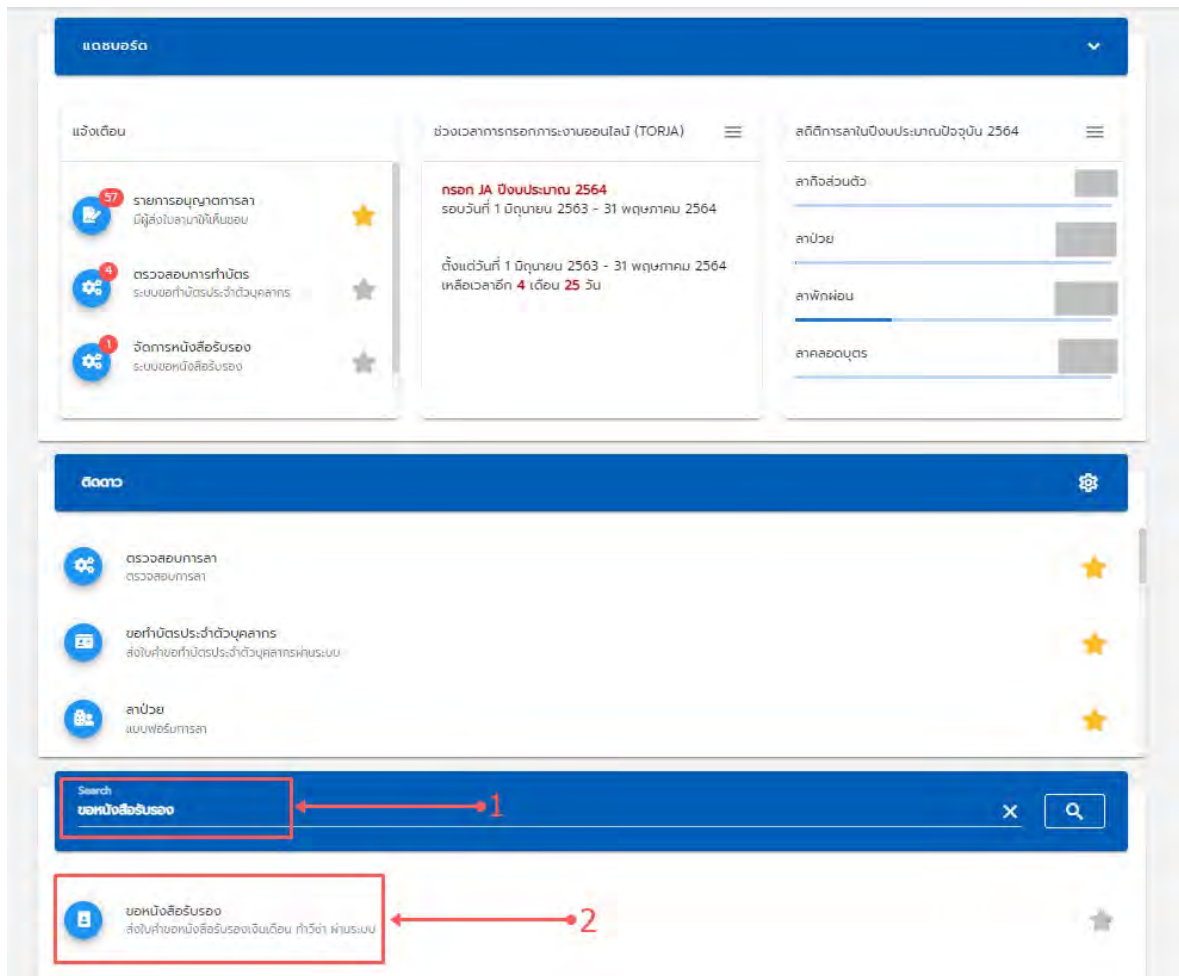 แดชบอร์ด
แจ้งเตือน
57
รายการอนุญาตการลา
มีผู้ส่งใบลามาให้เห็นชอบ
4
ตรวจสอบการทำบัตร
ระบบขอทำบัตรประจำตัวบุคลากร
1
จัดการหนังสือรับรอง
ระบบขอหนังสือรับรอง
ช่วงเวลาการกรอกภาระงานออนไลน์ (TORJA)
กรอก JA ปีงบประมาณ 2564
รอบวันที่ 1 มิถุนายน 2563 - 31 พฤษภาคม 2564
ตั้งแต่วันที่ 1 มิถุนายน 2563 - 31 พฤษภาคม 2564
เหลือเวลาอีก 4 เดือน 25 วัน
สถิติการลาในปีงบประมาณปัจจุบัน 2564
ลากิจส่วนตัว
ลาป่วย
ลาพักผ่อน
ลาคลอดบุตร
ติดดาว
ตรวจสอบการลา
ตรวจสอบการลา
ขอทำบัตรประจำตัวบุคลากร
ส่งใบคำขอทำบัตรประจำตัวบุคลากรผ่านระบบ
ลาป่วย
แบบฟอร์มการลา
Search
ขอหนังสือรับรอง
1
ขอหนังสือรับรอง
ส่งใบคำขอหนังสือรับรองเงินเดือน ทำวีซ่า ผ่านระบบ
2